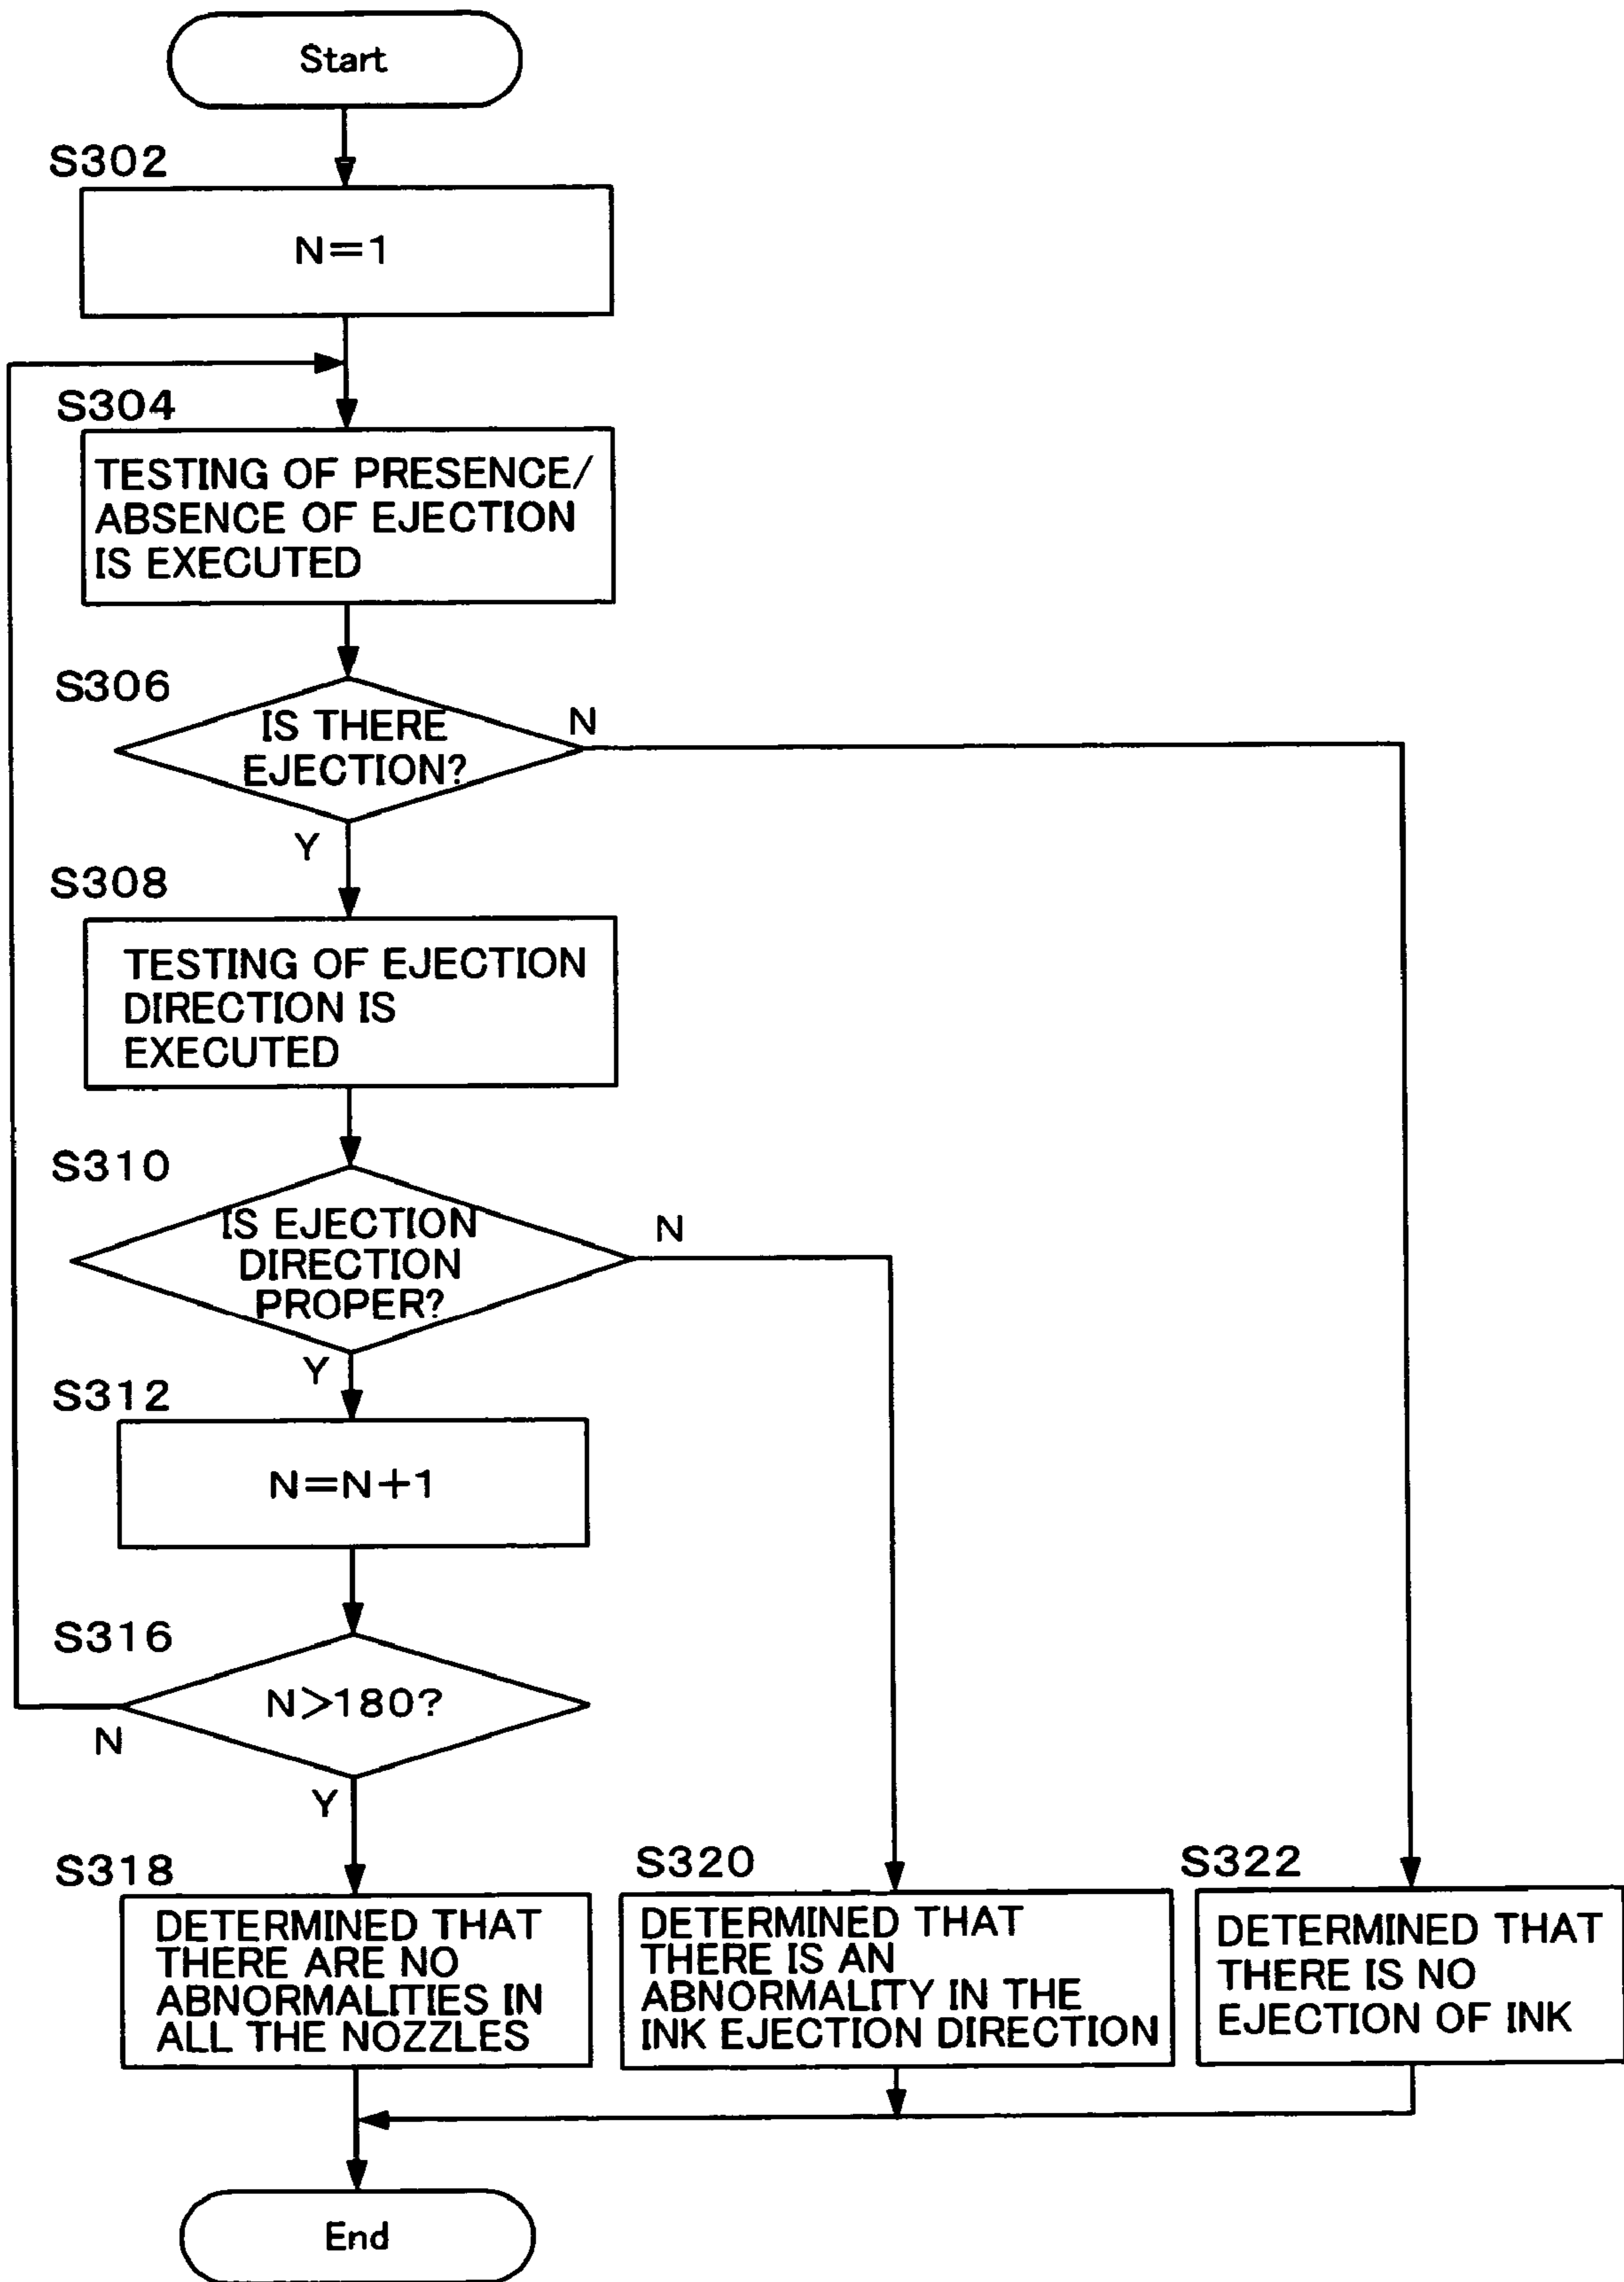 Start
S302
N=1
S304
TESTING OF PRESENCE/
ABSENCE OF EJECTION
IS EXECUTED
S306
IS THERE
EJECTION?
N
Y
S308
TESTING OF EJECTION
DIRECTION IS
EXECUTED
S310
IS EJECTION
DIRECTION
PROPER?
N
Y
S312
N=N+1
S316
N>180?
N
Y
S318
DETERMINED THAT
THERE ARE NO
ABNORMALITIES IN
ALL THE NOZZLES
S320
DETERMINED THAT
THERE IS AN
ABNORMALITY IN THE
INK EJECTION DIRECTION
S322
DETERMINED THAT
THERE IS NO
EJECTION OF INK
End